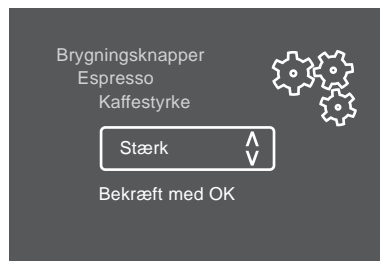 Brygningsknapper
Espresso
Kaffestyrke
Stærk
Bekræft med OK